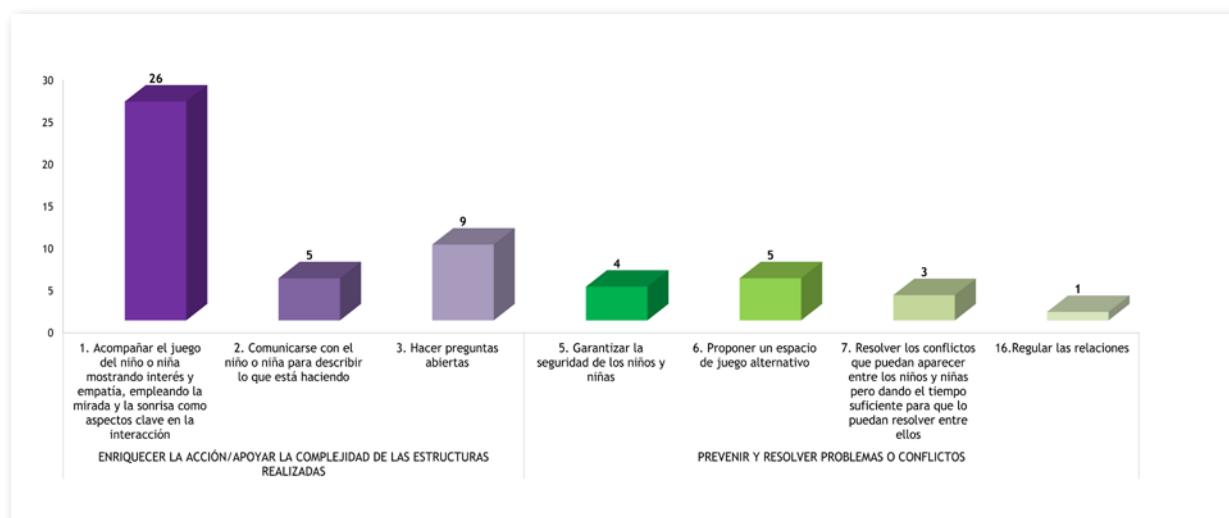 30
25
20
15
10
5
0
26
5
9
4
5
3
1
1. Acompañar el juego
del niño o niña
mostrando interés y
empatía, empleando la
mirada y la sonrisa como
aspectos clave en la
interacción
2. Comunicarse con el
niño o niña para describir
lo que está haciendo
3. Hacer preguntas
abiertas
5. Garantizar la
seguridad de los niños y
niñas
6. Proponer un espacio
de juego alternativo
7. Resolver los conflictos
que puedan aparecer
entre los niños y niñas
pero dando el tiempo
suficiente para que lo
puedan resolver entre
ellos
16.Regular las relaciones
ENRIQUECER LA ACCIÓN/APOYAR LA COMPLEJIDAD DE LAS ESTRUCTURAS
REALIZADAS
PREVENIR Y RESOLVER PROBLEMAS O CONFLICTOS